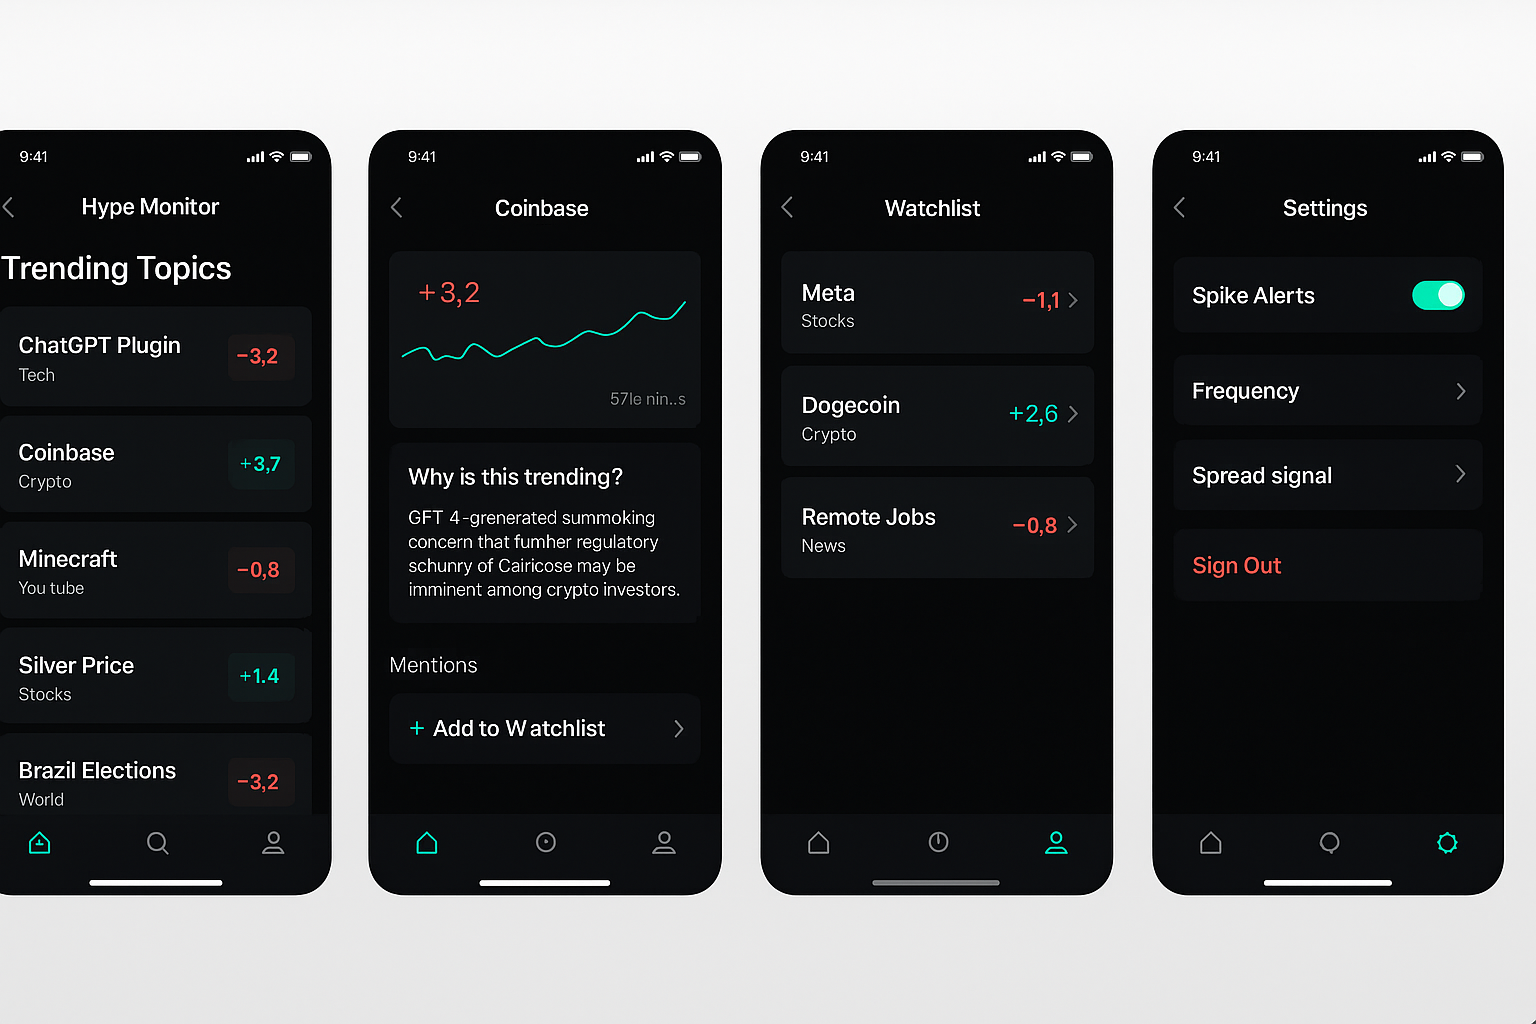 9:41
Hype Monitor
Trending Topics
ChatGPT Plugin
-3,2
Tech
Coinbase
+3,7
Crypto
Minecraft
-0,8
You tube
Silver Price
+1.4
Stocks
Brazil Elections
-3,2
World
9:41
Coinbase
+3,2
57le nin..s
Why is this trending?
GFT 4-grenerated summoking
concern that fumher regulatory
schunry of Cairicose may be
imminent among crypto investors.
Mentions
+ Add to Watchlist
9:41
Watchlist
Meta
-1,1
Stocks
Dogecoin
+2,6
Crypto
Remote Jobs
-0,8
News
9:41
Settings
Spike Alerts
Frequency
Spread signal
Sign Out